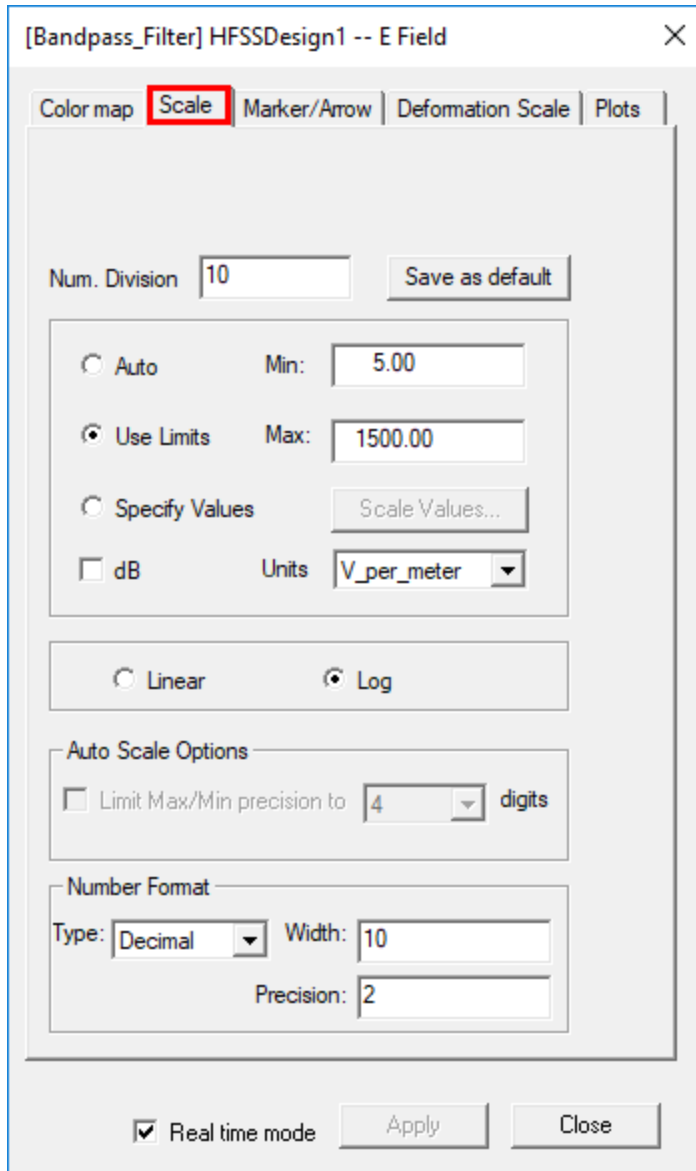 [Bandpass_Filter] HFSSDesign1 -- E Field
Color map Scale Marker/Arrow Deformation Scale Plots
Num. Division 10 Save as default
Auto Min: 5.00
Use Limits Max: 1500.00
Specify Values Scale Values...
dB Units V_per_meter
Linear Log
Auto Scale Options
Limit Max/Min precision to 4 digits
Number Format
Type: Decimal Width: 10
Precision: 2
Real time mode Apply Close